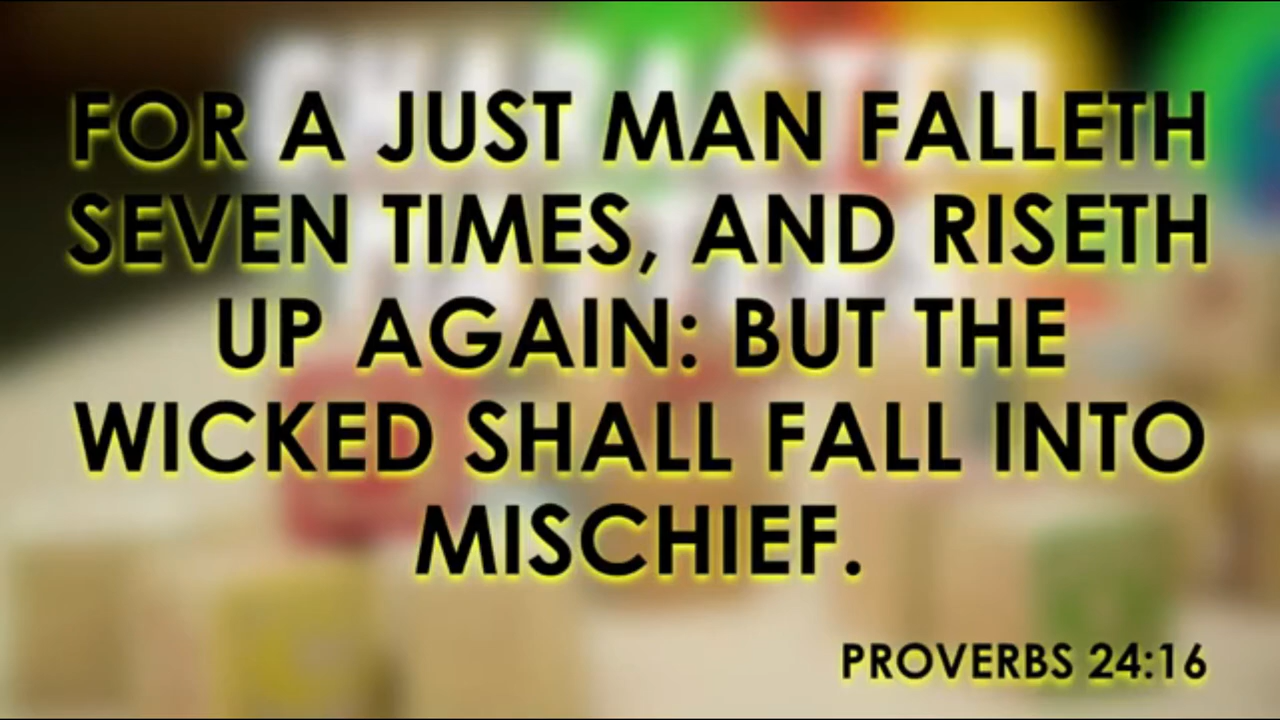 FOR A JUST MAN FALLETH
SEVEN TIMES, AND RISETH
UP AGAIN: BUT THE
WICKED SHALL FALL INTO
MISCHIEF.
PROVERBS 24:16